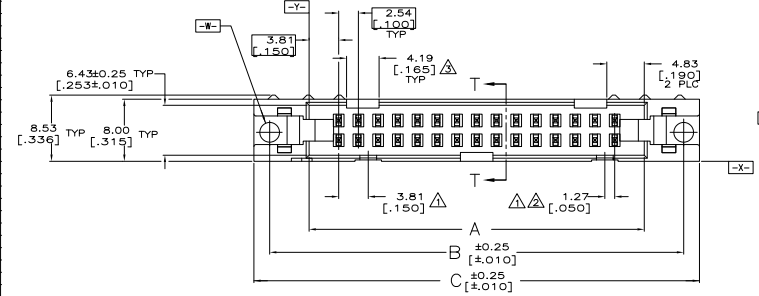 -Y-
2.54
[.100]
TYP
-W-
3.81
[.150]
4.19
[.165] 3
TYP
T
4.83
[.190]
2 PLC
6.43±0.25 TYP
[.253±.010]
8.53 TYP
[.336]
8.00 TYP
[.315]
[
-X-
T
3.81
[.150] 1
1 2 1.27
[.050]
A
B ±0.25
[±.010]
C ±0.25
[±.010]